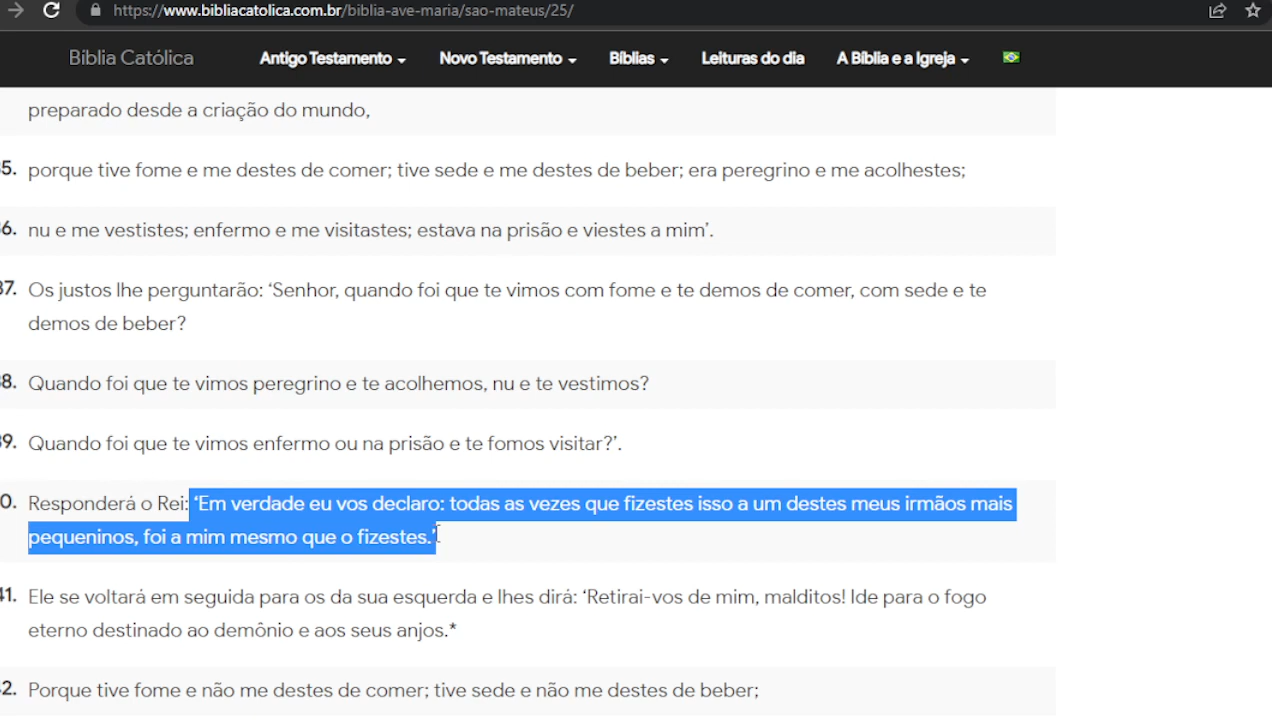 https://www.bibliacatolica.com.br/biblia-ave-maria/sao-mateus/25/
Bíblia Católica Antigo Testamento Novo Testamento Bíblias Leituras do dia A Bíblia e a Igreja
preparado desde a criação do mundo,
5. porque tive fome e me destes de comer; tive sede e me destes de beber; era peregrino e me acolhestes;
6. nu e me vestistes; enfermo e me visitastes; estava na prisão e viestes a mim’.
37. Os justos lhe perguntarão: ‘Senhor, quando foi que te vimos com fome e te demos de comer, com sede e te
demos de beber?
8. Quando foi que te vimos peregrino e te acolhemos, nu e te vestimos?
39. Quando foi que te vimos enfermo ou na prisão e te fomos visitar?’.
0. Responderá o Rei: ‘Em verdade eu vos declaro: todas as vezes que fizestes isso a um destes meus irmãos mais
pequeninos, foi a mim mesmo que o fizestes.’
41. Ele se voltará em seguida para os da sua esquerda e lhes dirá: ‘Retirai-vos de mim, malditos! Ide para o fogo
eterno destinado ao demônio e aos seus anjos.*
2. Porque tive fome e não me destes de comer; tive sede e não me destes de beber;